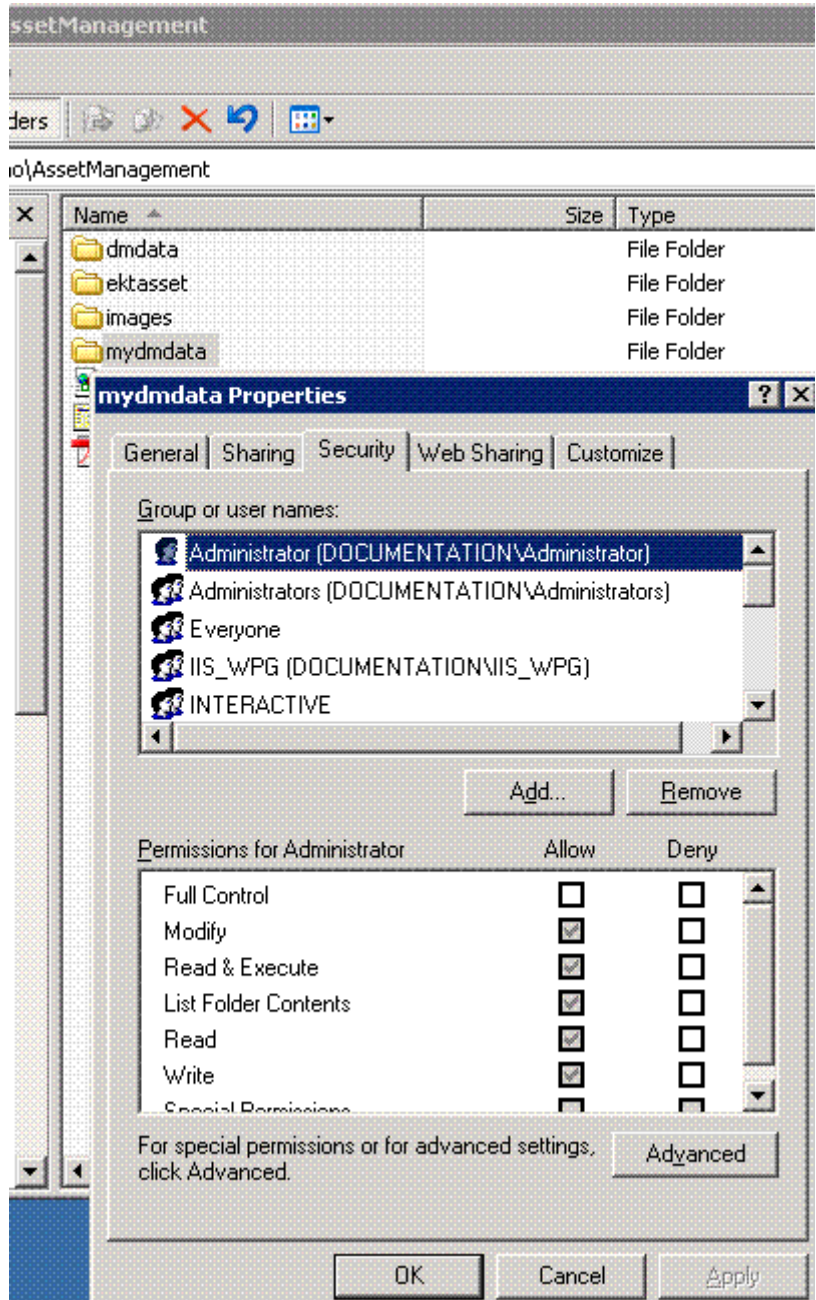 ssetManagement
ders
o\AssetManagement
Name Size Type
dmdata File Folder
ektasset File Folder
images File Folder
mydmdata File Folder
mydmdata Properties
General Sharing Security Web Sharing Customize
Group or user names:
Administrator (DOCUMENTATION\Administrator)
Administrators (DOCUMENTATION\Administrators)
Everyone
IIS_WPG (DOCUMENTATION\IIS_WPG)
INTERACTIVE
Add... Remove
Permissions for Administrator Allow Deny
Full Control
Modify
Read & Execute
List Folder Contents
Read
Write
Special Permissions
For special permissions or for advanced settings,
click Advanced.
Advanced
OK Cancel Apply